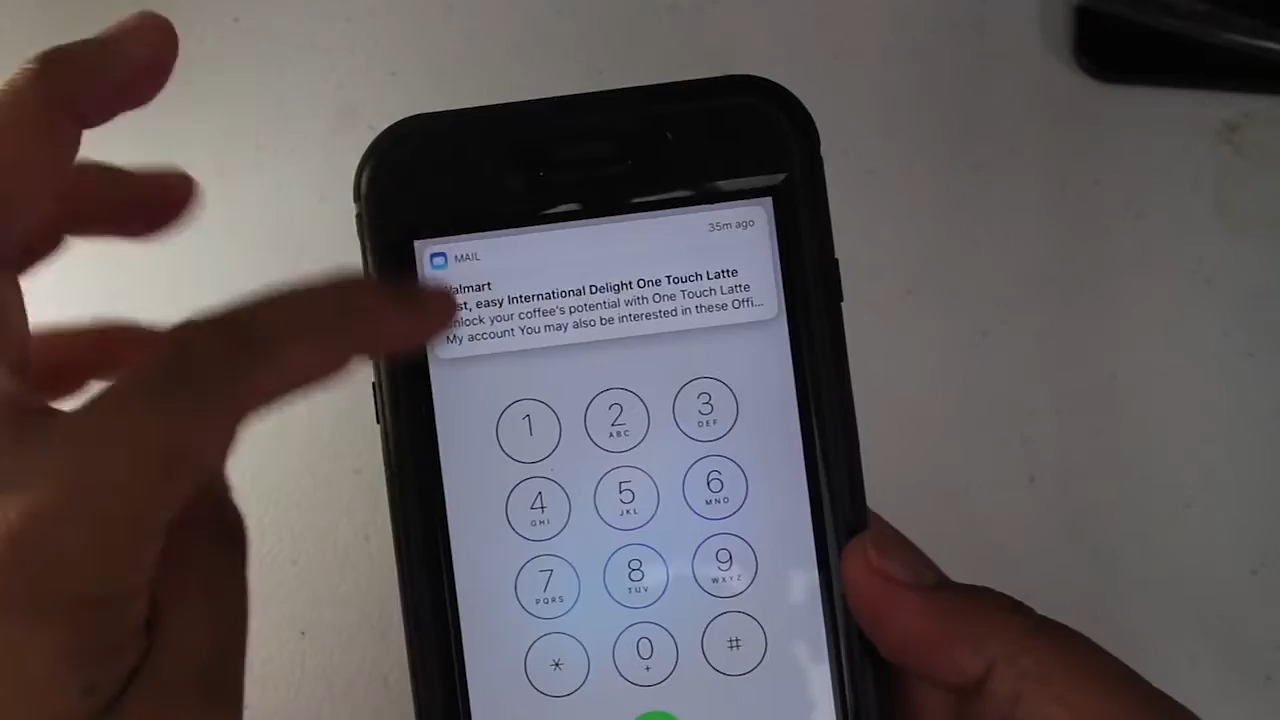 MAIL
35m ago
almart
st, easy International Delight One Touch Latte
nlock your coffee's potential with One Touch Latte
My account You may also be interested in these Offi...
1
2
ABC
3
DEF
4
GHI
5
JKL
6
MNO
7
PQRS
8
TUV
9
WXYZ
*
0
+
#